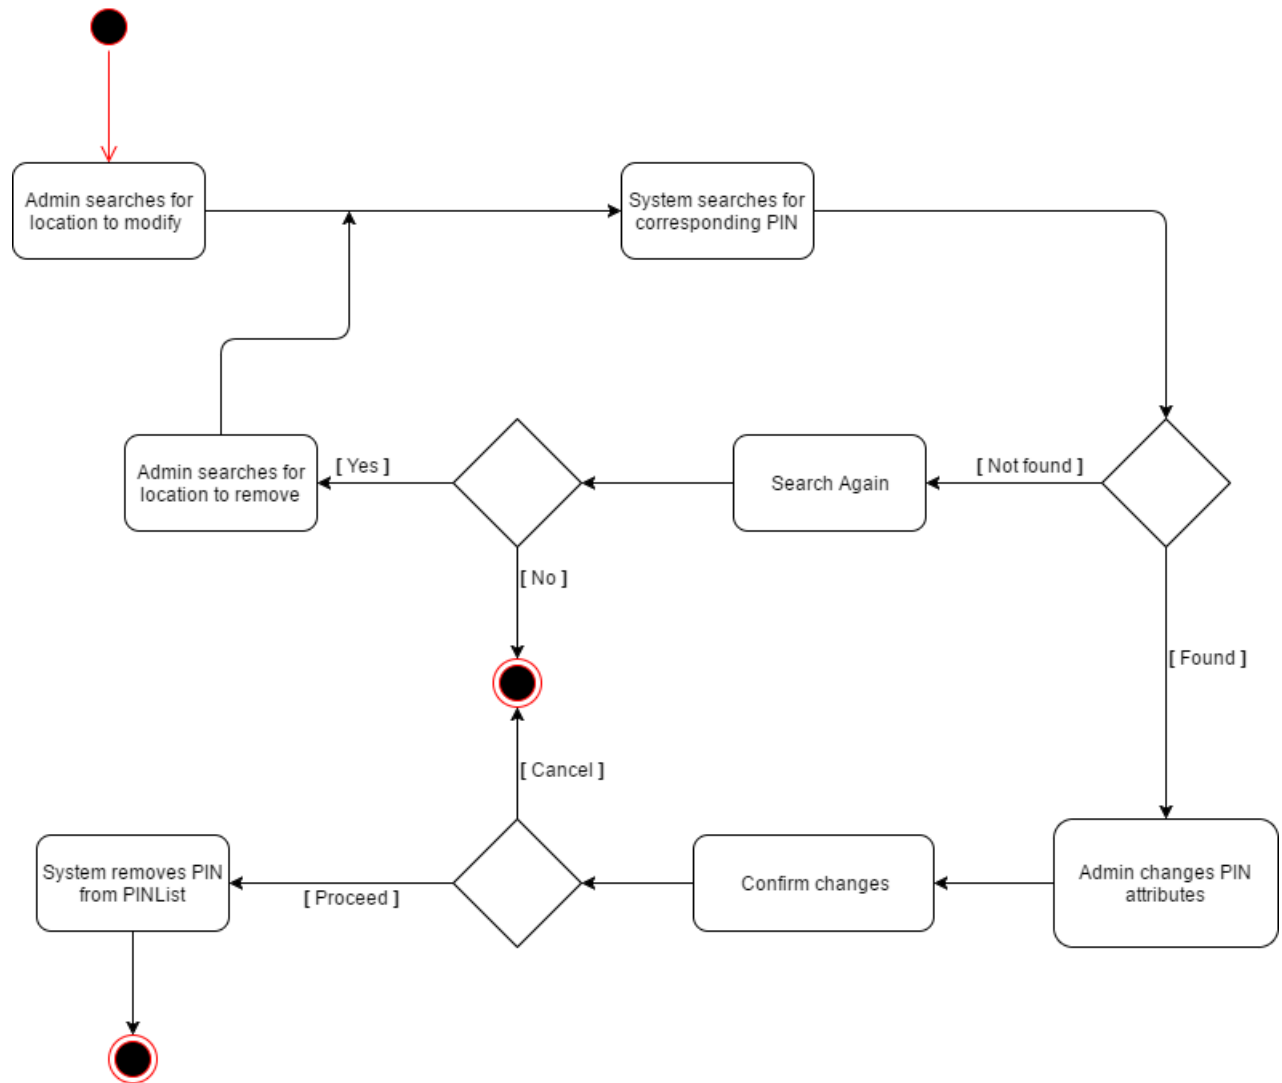 Admin searches for
location to modify
System searches for
corresponding PIN
Admin searches for
location to remove
[ Yes ]
Search Again
[ Not found ]
[ No ]
[ Found ]
[ Cancel ]
System removes PIN
from PINList
[ Proceed ]
Confirm changes
Admin changes PIN
attributes